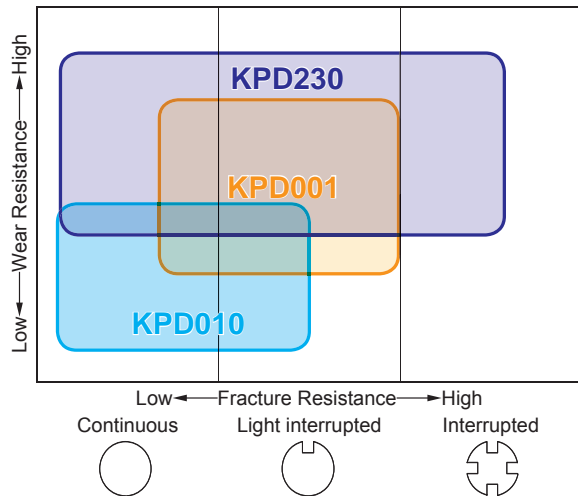 KPD230
KPD001
KPD010
Low Wear Resistance High
Low Fracture Resistance High
Continuous Light interrupted Interrupted